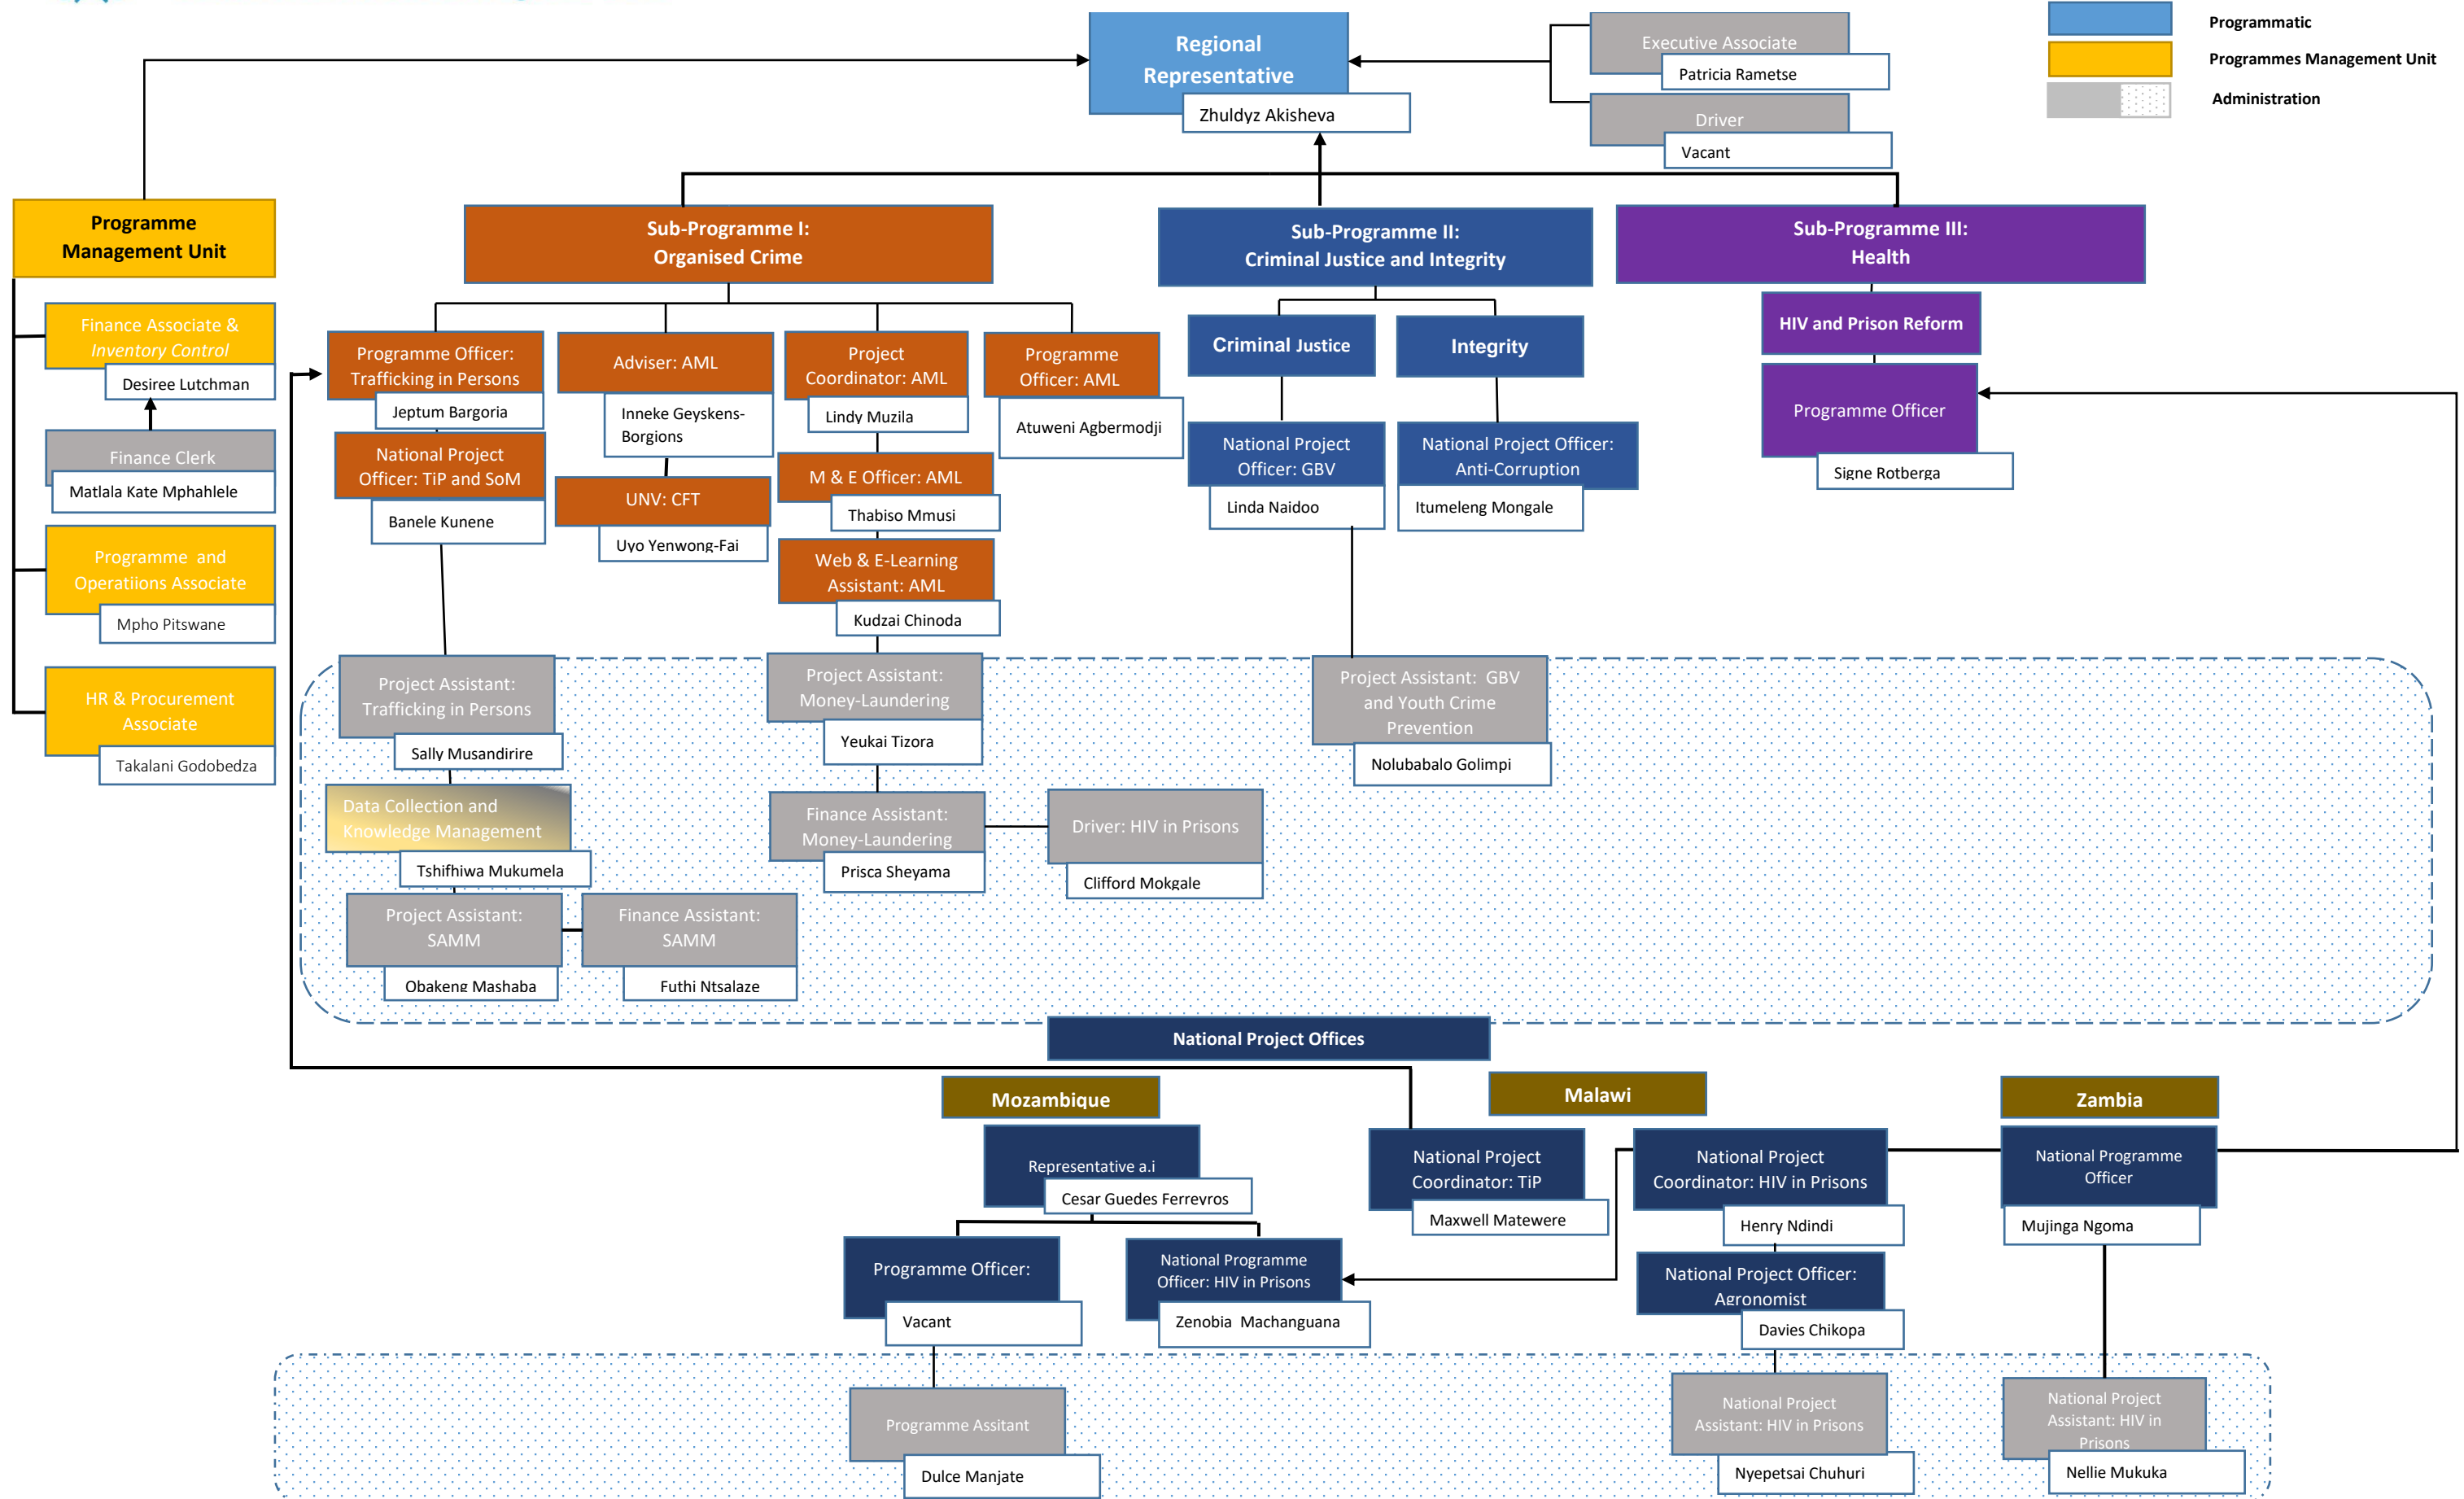 Regional
Representative
Zhuldyz Akisheva
Executive Associate
Patricia Rametse
Driver
Vacant
Programmatic
Programmes Management Unit
Administration
Programme
Management Unit
Finance Associate &
Inventory Control
Desiree Lutchman
Finance Clerk
Matlala Kate Mphahlele
Programme and
Operatiions Associate
Mpho Pitswane
HR & Procurement
Associate
Takalani Godobedza
Sub-Programme I:
Organised Crime
Programme Officer:
Trafficking in Persons
Jeptum Bargoria
National Project
Officer: TiP and SoM
Banele Kunene
Adviser: AML
Inneke Geyskens-
Borgions
UNV: CFT
Uyo Yenwong-Fai
Project
Coordinator: AML
Lindy Muzila
M & E Officer: AML
Thabiso Mmusi
Web & E-Learning
Assistant: AML
Kudzai Chinoda
Programme
Officer: AML
Atuweni Agbermodji
Sub-Programme II:
Criminal Justice and Integrity
Criminal Justice
National Project
Officer: GBV
Linda Naidoo
Integrity
National Project Officer:
Anti-Corruption
Itumeleng Mongale
Sub-Programme III:
Health
HIV and Prison Reform
Programme Officer
Signe Rotberga
Project Assistant:
Trafficking in Persons
Sally Musandirire
Data Collection and
Knowledge Management
Tshifhiwa Mukumela
Project Assistant:
SAMM
Obakeng Mashaba
Finance Assistant:
SAMM
Futhi Ntsalaze
Project Assistant:
Money-Laundering
Yeukai Tizora
Finance Assistant:
Money-Laundering
Prisca Sheyama
Driver: HIV in Prisons
Clifford Mokgale
Project Assistant: GBV
and Youth Crime
Prevention
Nolubabalo Golimpi
National Project Offices
Mozambique
Representative a.i
Cesar Guedes Ferreyros
Programme Officer:
Vacant
National Programme
Officer: HIV in Prisons
Zenobia Machanguana
Programme Assitant
Dulce Manjate
Malawi
National Project
Coordinator: TiP
Maxwell Matewere
National Project
Coordinator: HIV in Prisons
Henry Ndindi
National Project Officer:
Agronomist
Davies Chikopa
National Project
Assistant: HIV in Prisons
Nyepetsai Chuhuri
Zambia
National Programme
Officer
Mujinga Ngoma
National Project
Assistant: HIV in
Prisons
Nellie Mukuka